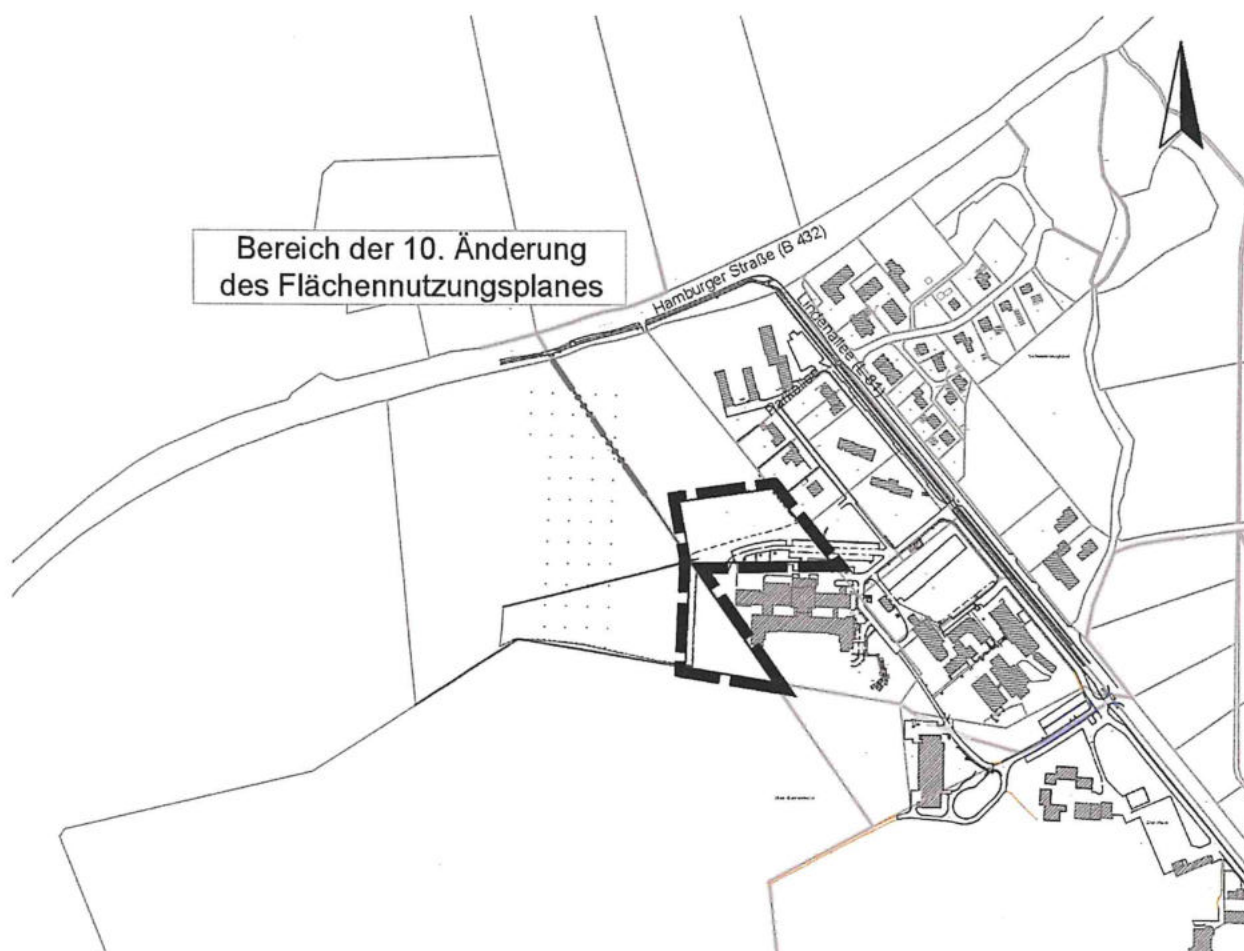 Bereich der 10. Änderung
des Flächennutzungsplanes
Hamburger Straße (B 432)
Lindenallee (L 84)